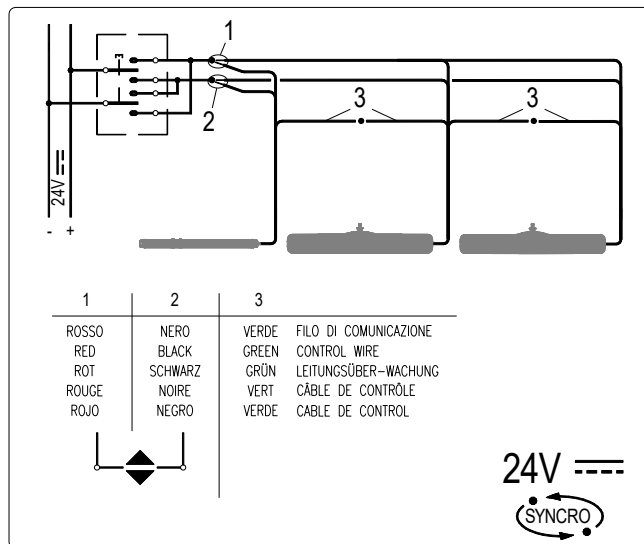 1
2
3
3
24V
- +
1 2 3
ROSSO NERO VERDE FILO DI COMUNICAZIONE
RED BLACK GREEN CONTROL WIRE
ROT SCHWARZ GRÜN LEITUNGSÜBER-WACHUNG
ROUGE NOIRE VERT CÂBLE DE CONTRÔLE
ROJO NEGRO VERDE CABLE DE CONTROL
24V
SYNCRO